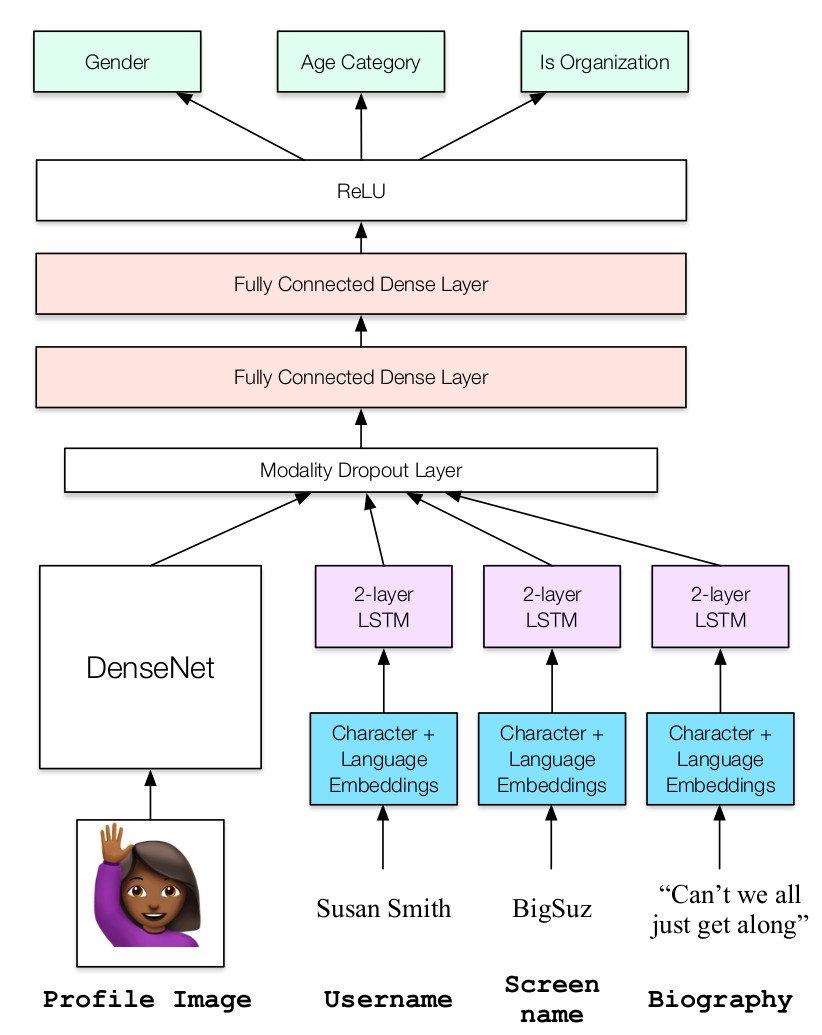 Gender
Age Category
Is Organization
ReLU
Fully Connected Dense Layer
Fully Connected Dense Layer
Modality Dropout Layer
DenseNet
2-layer
LSTM
2-layer
LSTM
2-layer
LSTM
Character +
Language
Embeddings
Character +
Language
Embeddings
Character +
Language
Embeddings
Susan Smith
BigSuz
“Can’t we all
just get along”
Profile Image
Username
Screen
name
Biography